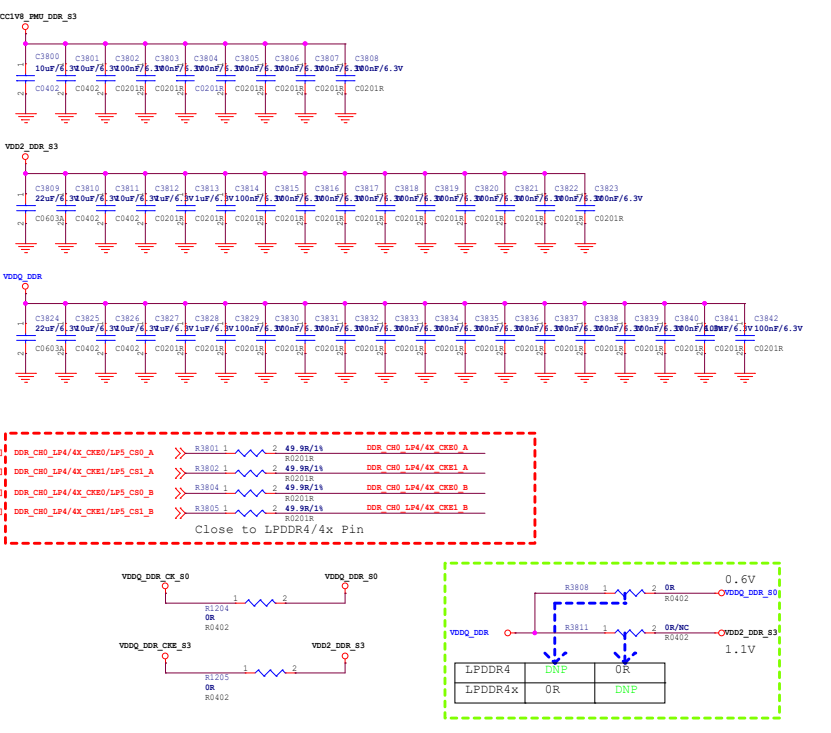 CC1V8_PMU_DDR_S3
C3800 C3801 C3802 C3803 C3804 C3805 C3806 C3807 C3808
10uF/6.3V 10uF/6.3V 100nF/6.3V 100nF/6.3V 100nF/6.3V 100nF/6.3V 100nF/6.3V 100nF/6.3V 100nF/6.3V
C0402 C0402 C0201R C0201R C0201R C0201R C0201R C0201R C0201R
VDD2_DDR_S3
C3809 C3810 C3811 C3812 C3813 C3814 C3815 C3816 C3817 C3818 C3819 C3820 C3821 C3822 C3823
22uF/6.3V 10uF/6.3V 10uF/6.3V 1uF/6.3V 1uF/6.3V 100nF/6.3V 100nF/6.3V 100nF/6.3V 100nF/6.3V 100nF/6.3V 100nF/6.3V 100nF/6.3V 100nF/6.3V 100nF/6.3V 100nF/6.3V
C0603A C0402 C0402 C0201R C0201R C0201R C0201R C0201R C0201R C0201R C0201R C0201R C0201R C0201R C0201R
VDDQ_DDR
C3824 C3825 C3826 C3827 C3828 C3829 C3830 C3831 C3832 C3833 C3834 C3835 C3836 C3837 C3838 C3839 C3840 C3841 C3842
22uF/6.3V 10uF/6.3V 10uF/6.3V 1uF/6.3V 1uF/6.3V 100nF/6.3V 100nF/6.3V 100nF/6.3V 100nF/6.3V 100nF/6.3V 100nF/6.3V 100nF/6.3V 100nF/6.3V 100nF/6.3V 100nF/6.3V 100nF/6.3V 100nF/6.3V 100nF/6.3V
C0603A C0402 C0402 C0201R C0201R C0201R C0201R C0201R C0201R C0201R C0201R C0201R C0201R C0201R C0201R C0201R C0201R C0201R C0201R
DDR_CH0_LP4/4X_CKE0/LP5_CS0_A R3801 1 2 49.9R/1% DDR_CH0_LP4/4X_CKE0_A
R0201R
DDR_CH0_LP4/4X_CKE1/LP5_CS1_A R3802 1 2 49.9R/1% DDR_CH0_LP4/4X_CKE1_A
R0201R
DDR_CH0_LP4/4X_CKE0/LP5_CS0_B R3804 1 2 49.9R/1% DDR_CH0_LP4/4X_CKE0_B
R0201R
DDR_CH0_LP4/4X_CKE1/LP5_CS1_B R3805 1 2 49.9R/1% DDR_CH0_LP4/4X_CKE1_B
R0201R
Close to LPDDR4/4x Pin
VDDQ_DDR_CK_S0 VDDQ_DDR_S0
1 2
R1204
0R
R0402
VDDQ_DDR_CKE_S3 VDD2_DDR_S3
1 2
R1205
0R
R0402
0.6V
R3808 1 2 0R VDDQ_DDR_S0
R0402
VDDQ_DDR R3811 1 2 0R/NC VDD2_DDR_S3
R0402
1.1V
LPDDR4 DNP 0R
LPDDR4x 0R DNP